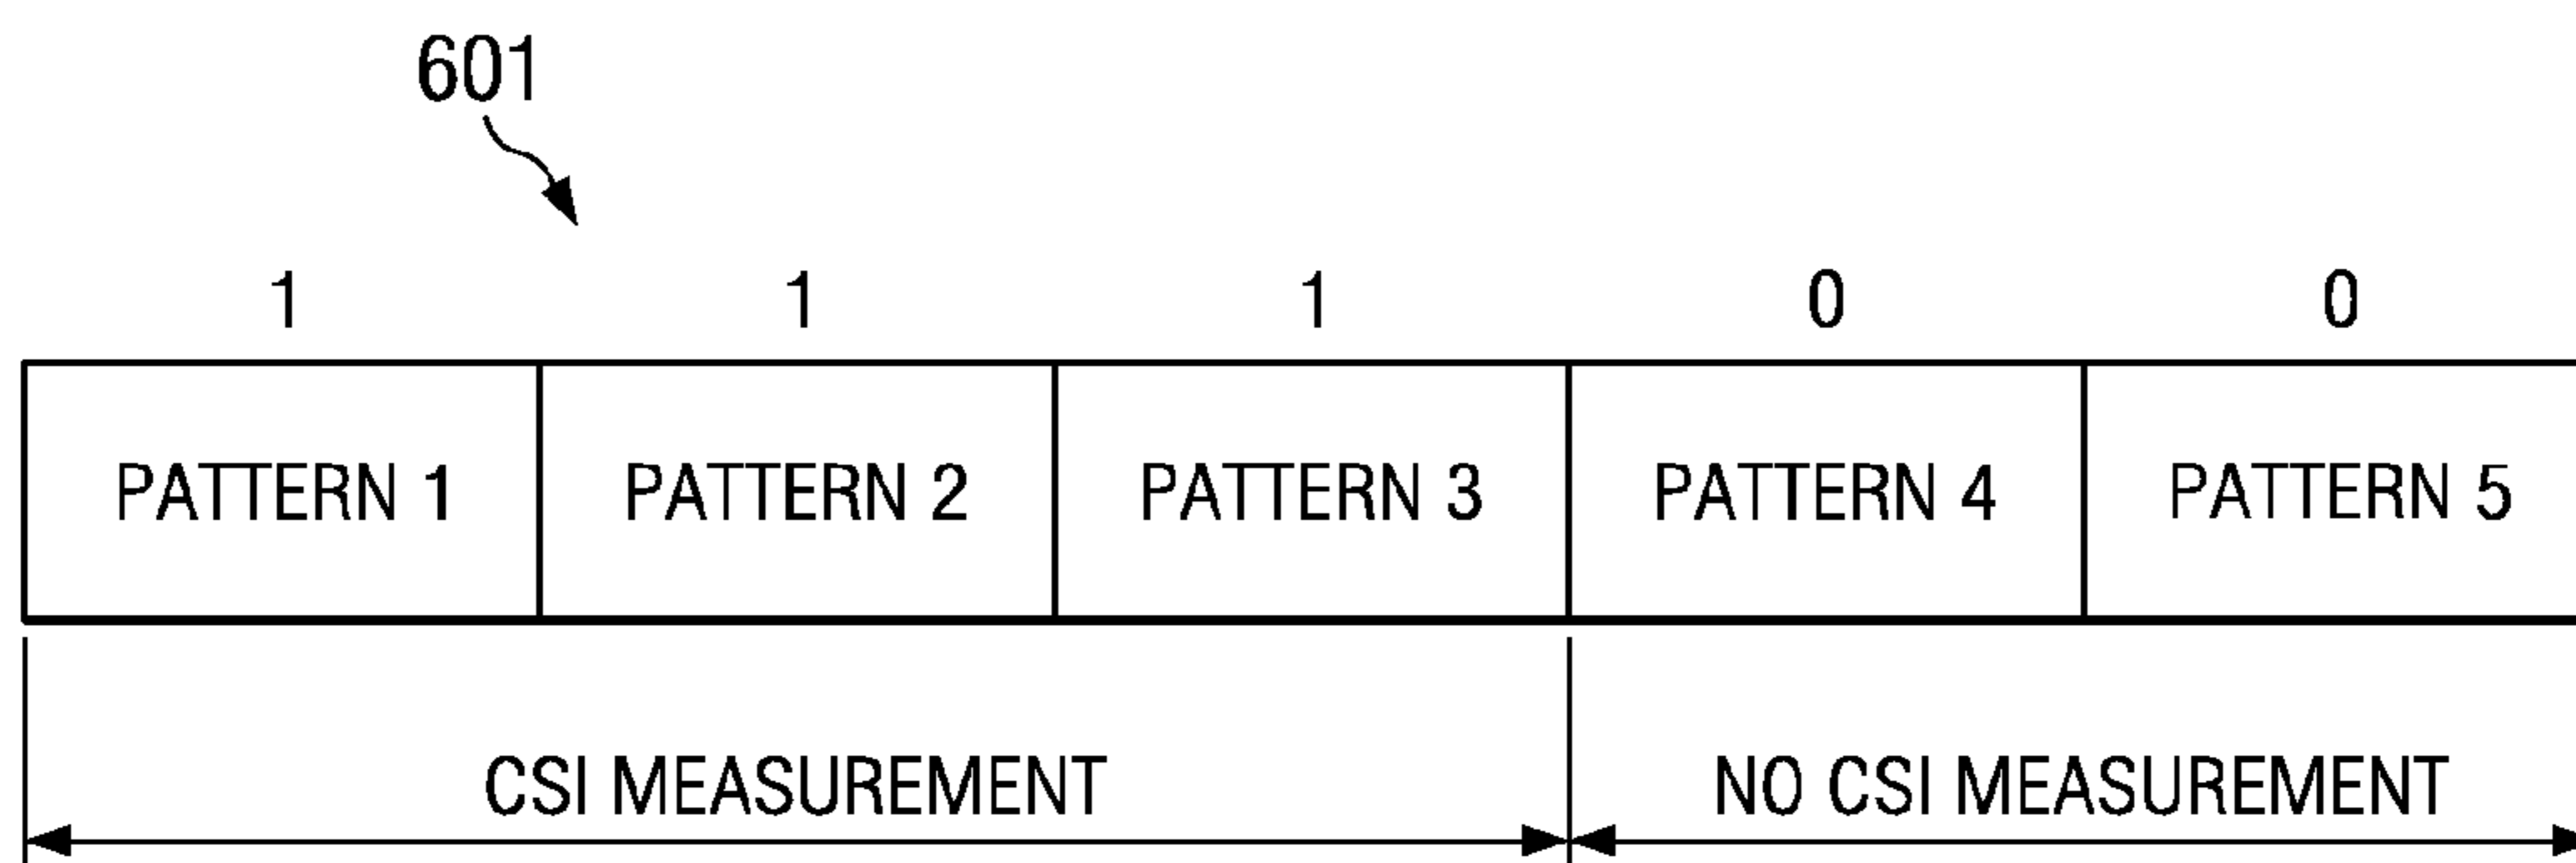 601
1 1 1 0 0
PATTERN 1 PATTERN 2 PATTERN 3 PATTERN 4 PATTERN 5
CSI MEASUREMENT NO CSI MEASUREMENT